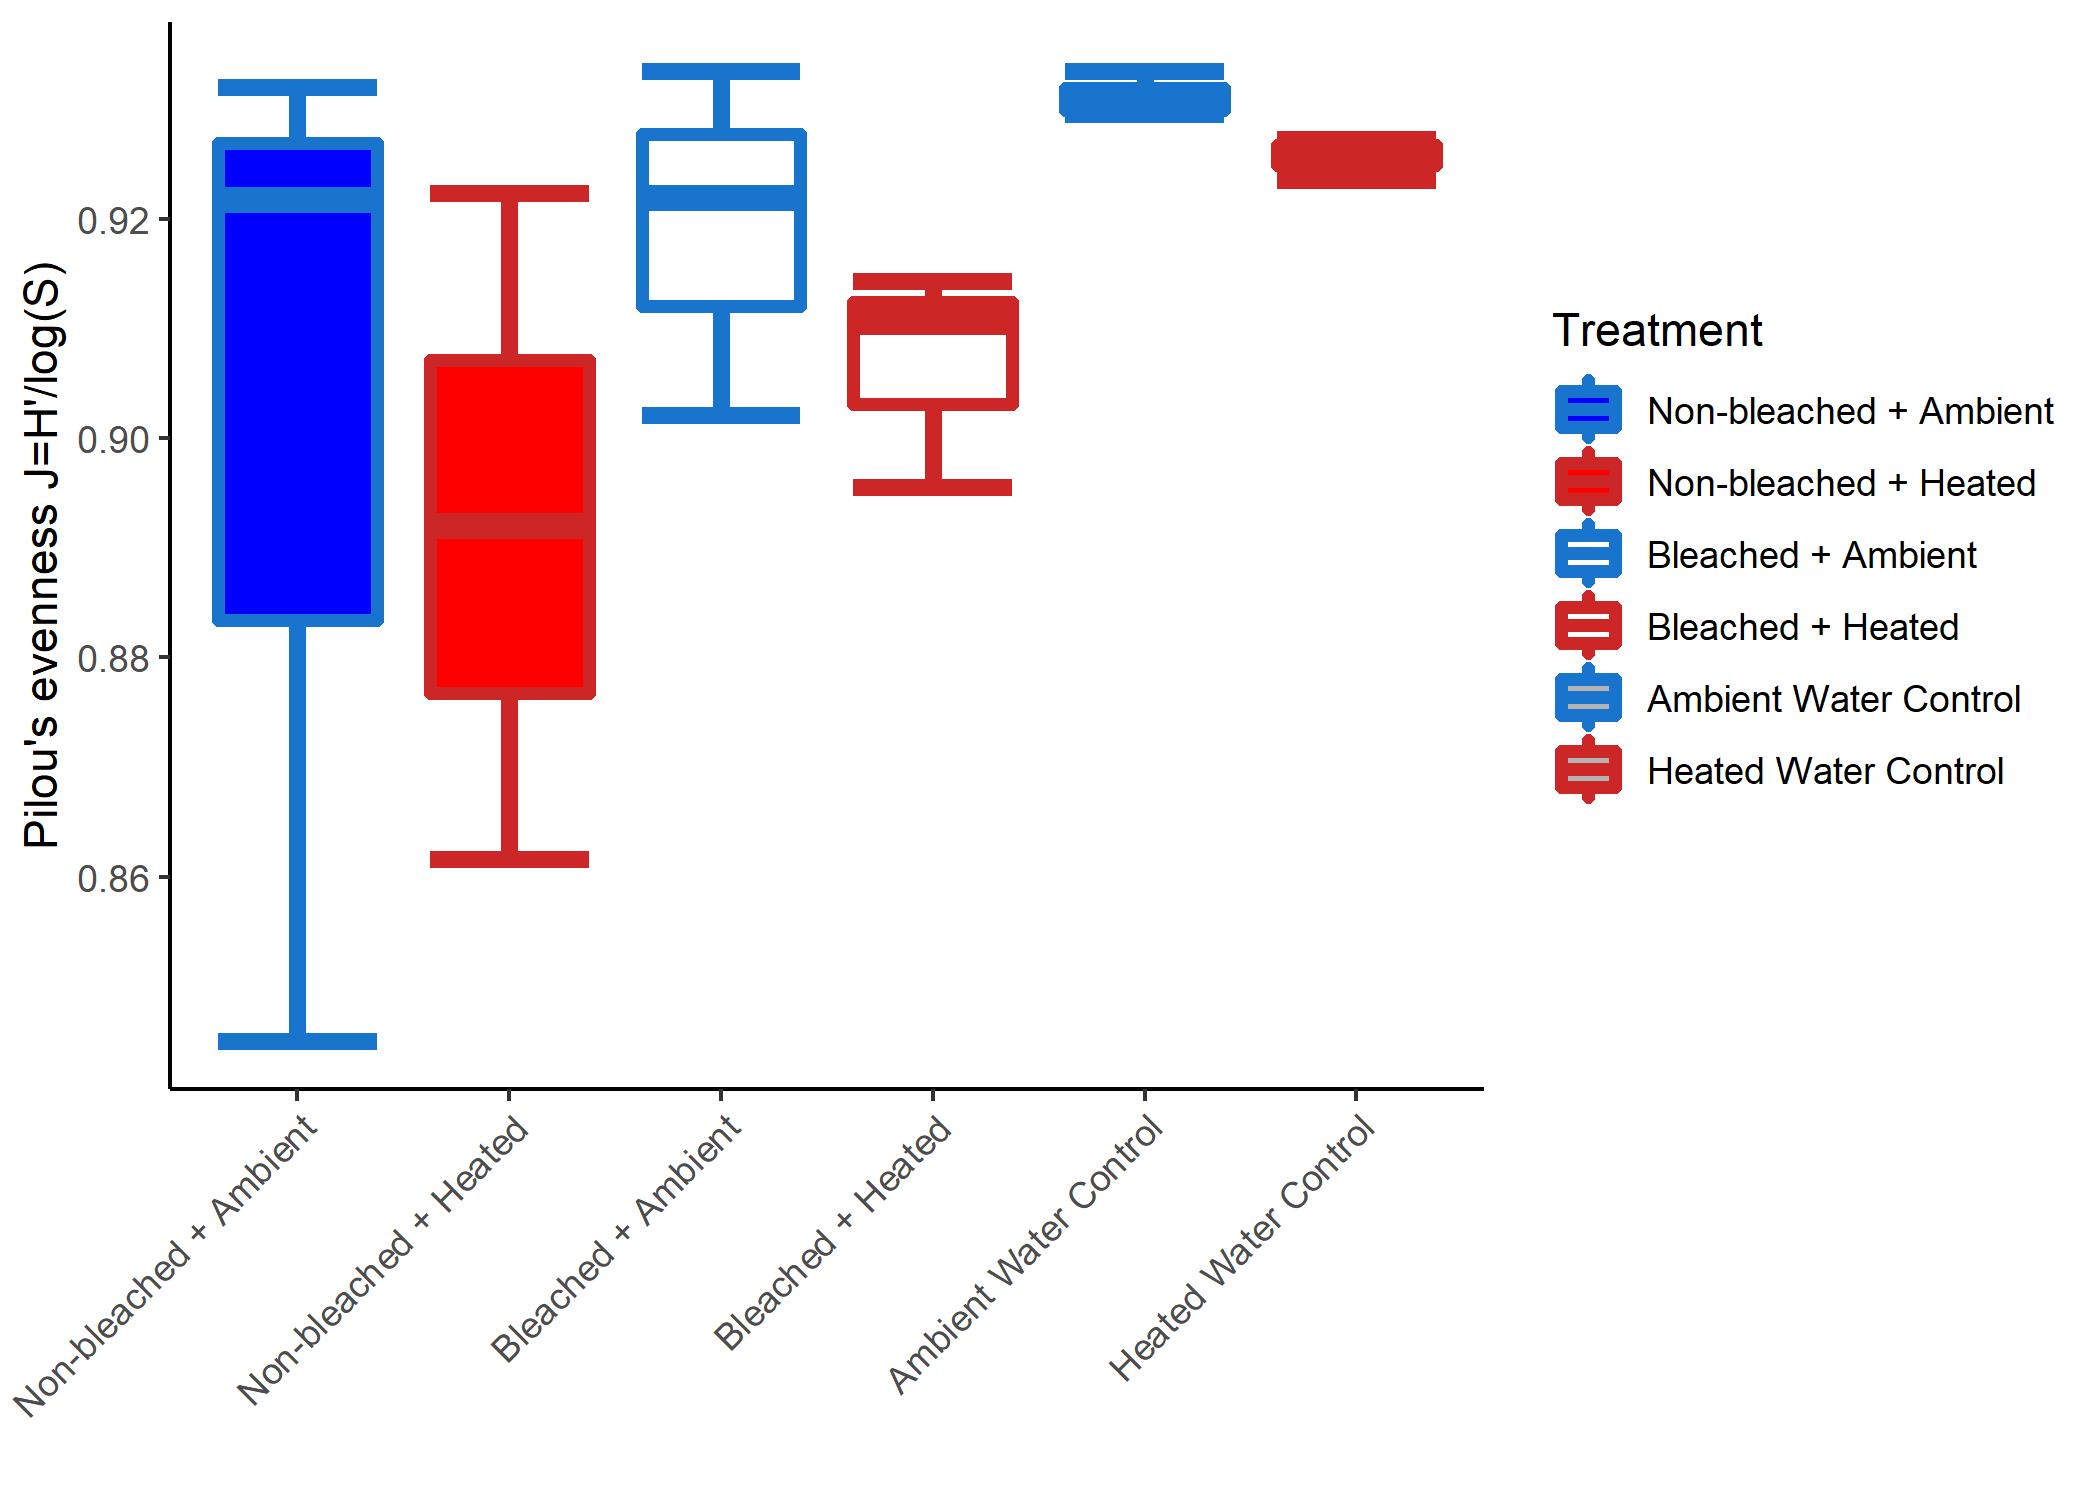 Pilou's evenness J=H'/log(S)
0.92
0.90
0.88
0.86
Non-bleached + Ambient
Non-bleached + Heated
Bleached + Ambient
Bleached + Heated
Ambient Water Control
Heated Water Control
Treatment
Non-bleached + Ambient
Non-bleached + Heated
Bleached + Ambient
Bleached + Heated
Ambient Water Control
Heated Water Control